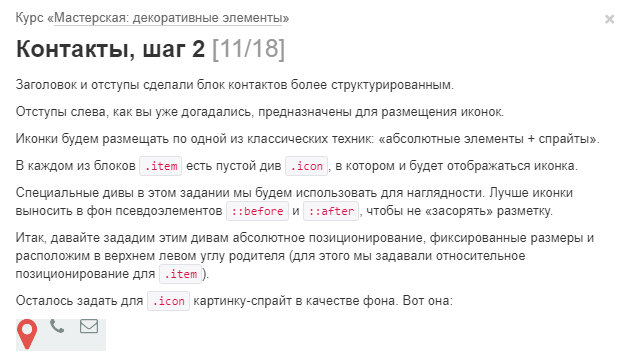 Курс «Мастерская: декоративные элементы»
×
Контакты, шаг 2 [11/18]
Заголовок и отступы сделали блок контактов более структурированным.
Отступы слева, как вы уже догадались, предназначены для размещения иконок.
Иконки будем размещать по одной из классических техник: «абсолютные элементы + спрайты».
В каждом из блоков .item есть пустой див .icon, в котором и будет отображаться иконка.
Специальные дивы в этом задании мы будем использовать для наглядности. Лучше иконки
выносить в фон псевдоэлементов ::before и ::after, чтобы не «засорять» разметку.
Итак, давайте зададим этим дивам абсолютное позиционирование, фиксированные размеры и
расположим в верхнем левом углу родителя (для этого мы задавали относительное
позиционирование для .item).
Осталось задать для .icon картинку-спрайт в качестве фона. Вот она: